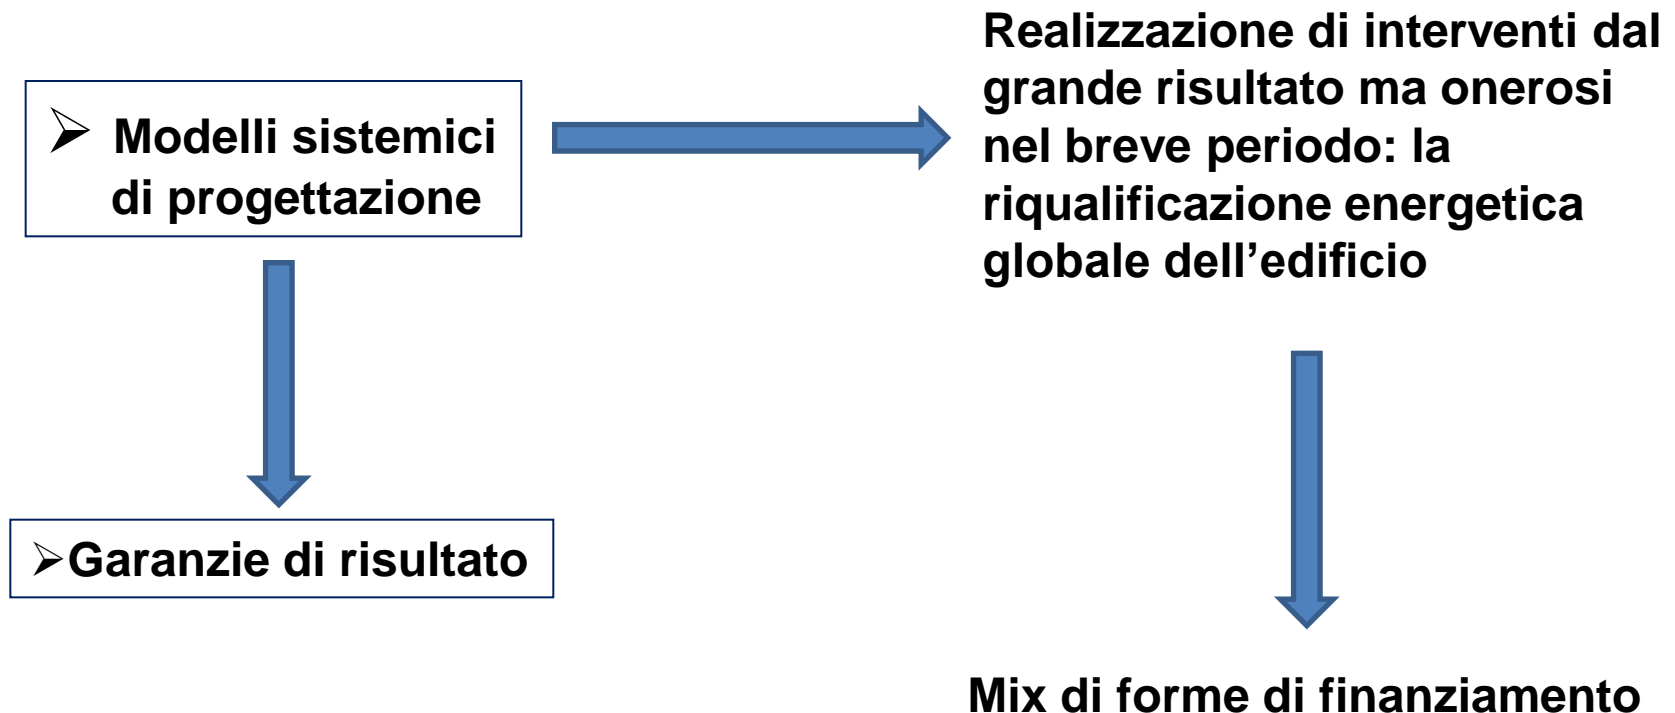 ➢ Modelli sistemici
di progettazione
Realizzazione di interventi dal
grande risultato ma onerosi
nel breve periodo: la
riqualificazione energetica
globale dell’edificio
➢Garanzie di risultato
Mix di forme di finanziamento